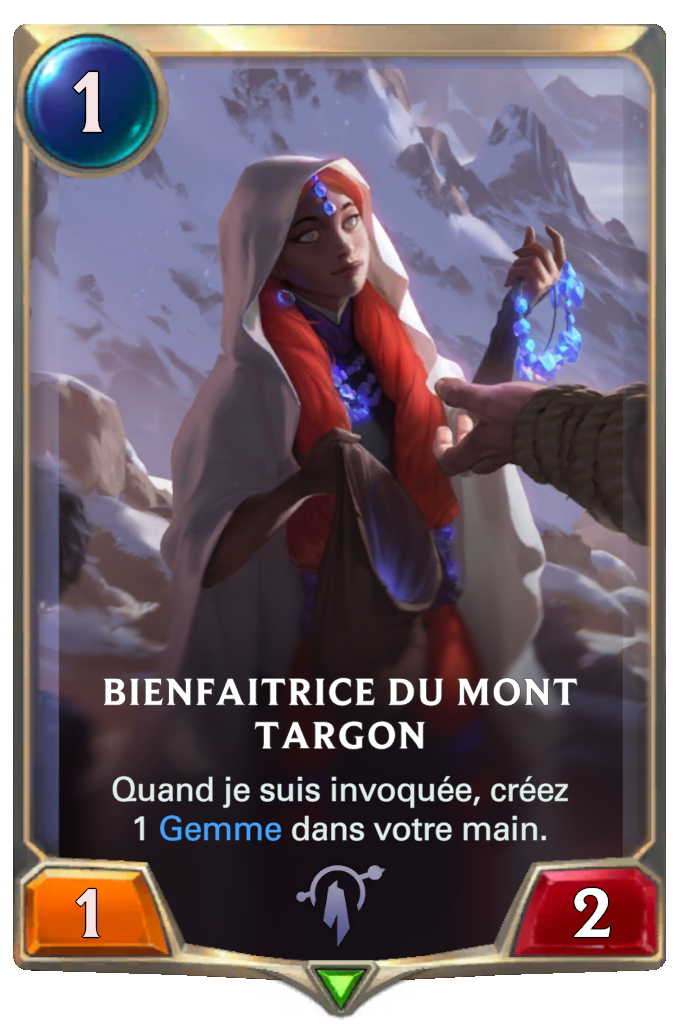 1
BIENFAITRICE DU MONT
TARGON
Quand je suis invoquée, créez
1 Gemme dans votre main.
1
2